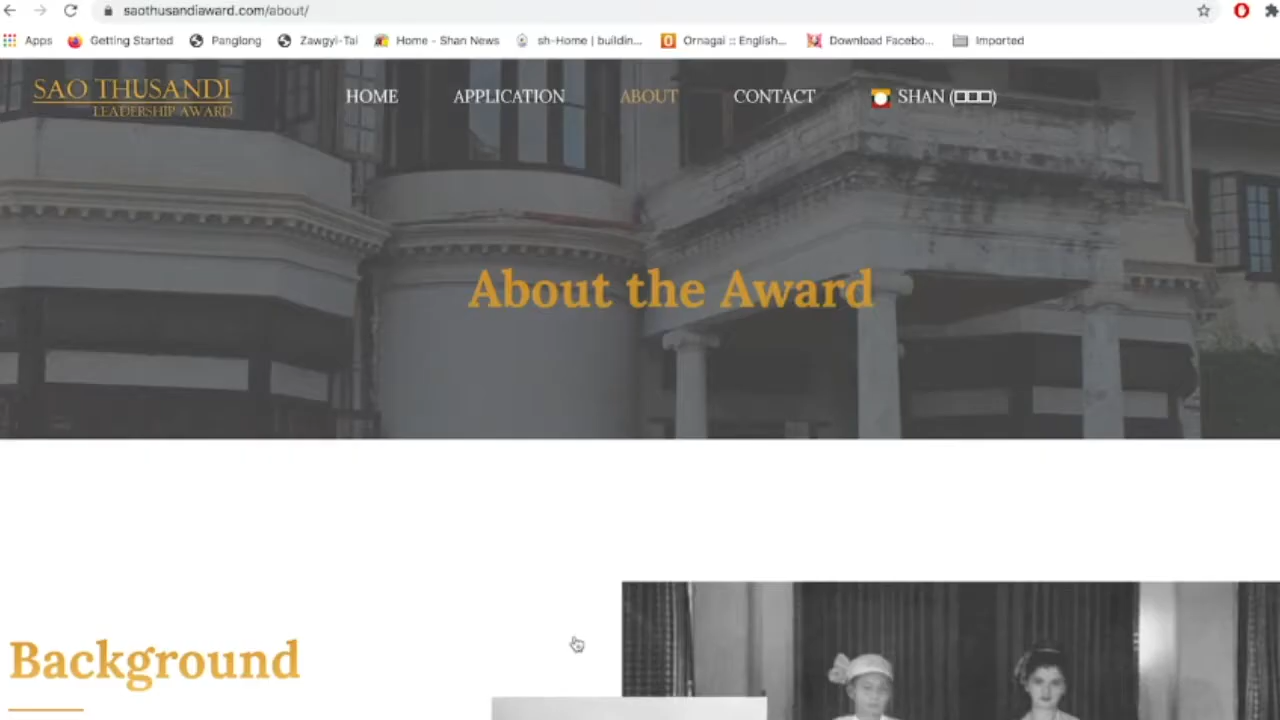 saothusandiaward.com/about/
Apps Getting Started Panglong Zawgyi-Tai Home - Shan News sh-Home | buildin... Ornagai :: English... Download Facebo... Imported
SAO THUSANDI
LEADERSHIP AWARD
HOME APPLICATION ABOUT CONTACT SHAN (□□□)
About the Award
Background